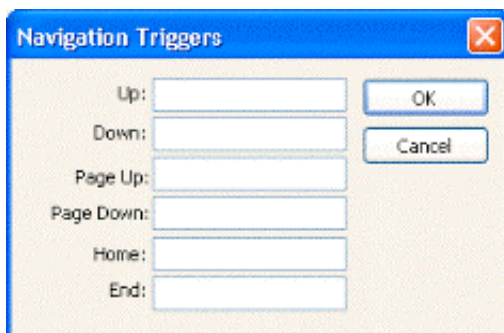 Navigation Triggers
Up:
OK
Down:
Cancel
Page Up:
Page Down:
Home:
End: